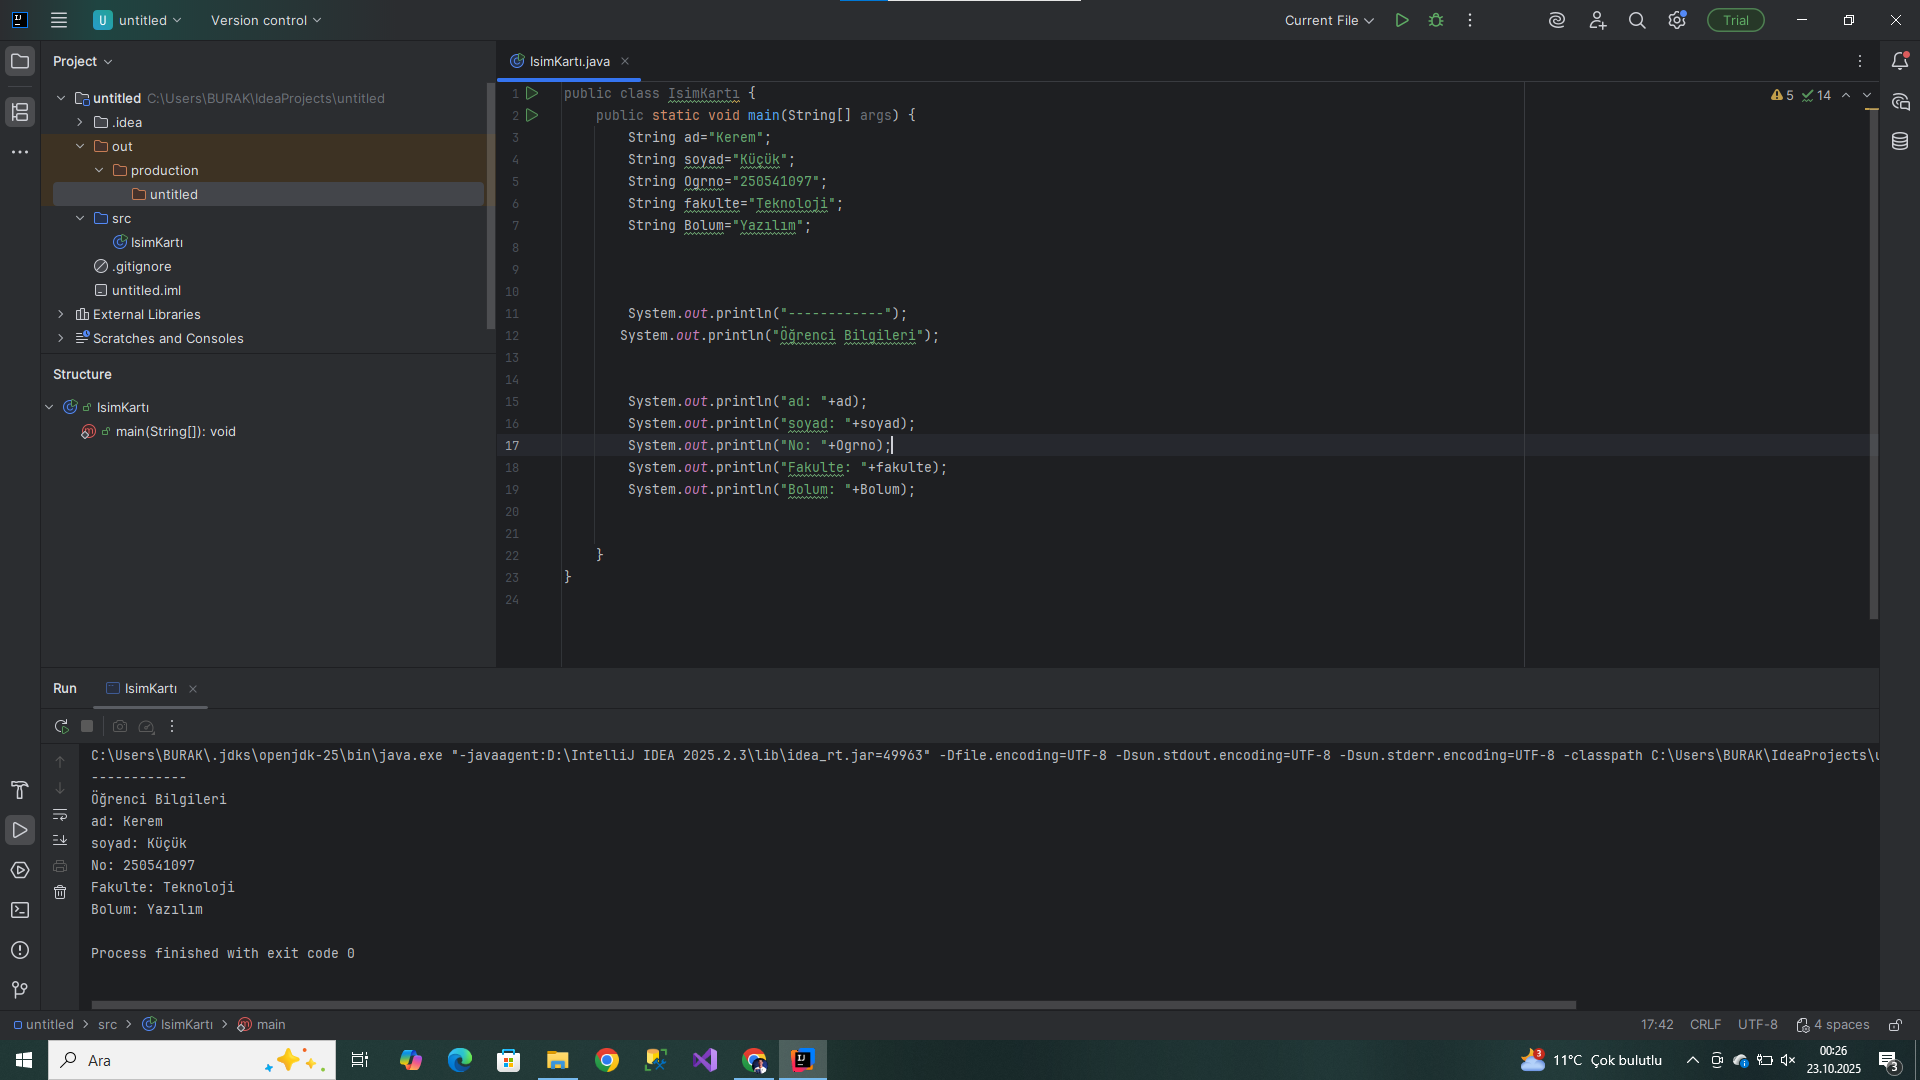 U untitled Version control Current File Trial
Project
untitled C:\Users\BURAK\IdeaProjects\untitled
.idea
out
production
untitled
src
IsimKartı
.gitignore
untitled.iml
External Libraries
Scratches and Consoles
Structure
IsimKartı
main(String[]): void
IsimKartı.java
5 14
1 public class IsimKartı {
2 public static void main(String[] args) {
3 String ad="Kerem";
4 String soyad="Küçük";
5 String Ogrno="250541097";
6 String fakulte="Teknoloji";
7 String Bolum="Yazılım";
8
9
10
11 System.out.println("------------");
12 System.out.println("Öğrenci Bilgileri");
13
14
15 System.out.println("ad: "+ad);
16 System.out.println("soyad: "+soyad);
17 System.out.println("No: "+Ogrno);
18 System.out.println("Fakulte: "+fakulte);
19 System.out.println("Bolum: "+Bolum);
20
21
22 }
23 }
24
Run IsimKartı
C:\Users\BURAK\.jdks\openjdk-25\bin\java.exe "-javaagent:D:\IntelliJ IDEA 2025.2.3\lib\idea_rt.jar=49963" -Dfile.encoding=UTF-8 -Dsun.stdout.encoding=UTF-8 -Dsun.stderr.encoding=UTF-8 -classpath C:\Users\BURAK\IdeaProjects\u
------------
Öğrenci Bilgileri
ad: Kerem
soyad: Küçük
No: 250541097
Fakulte: Teknoloji
Bolum: Yazılım
Process finished with exit code 0
untitled > src > IsimKartı > main 17:42 CRLF UTF-8 4 spaces
Ara 3 11°C Çok bulutlu 00:26 3
23.10.2025